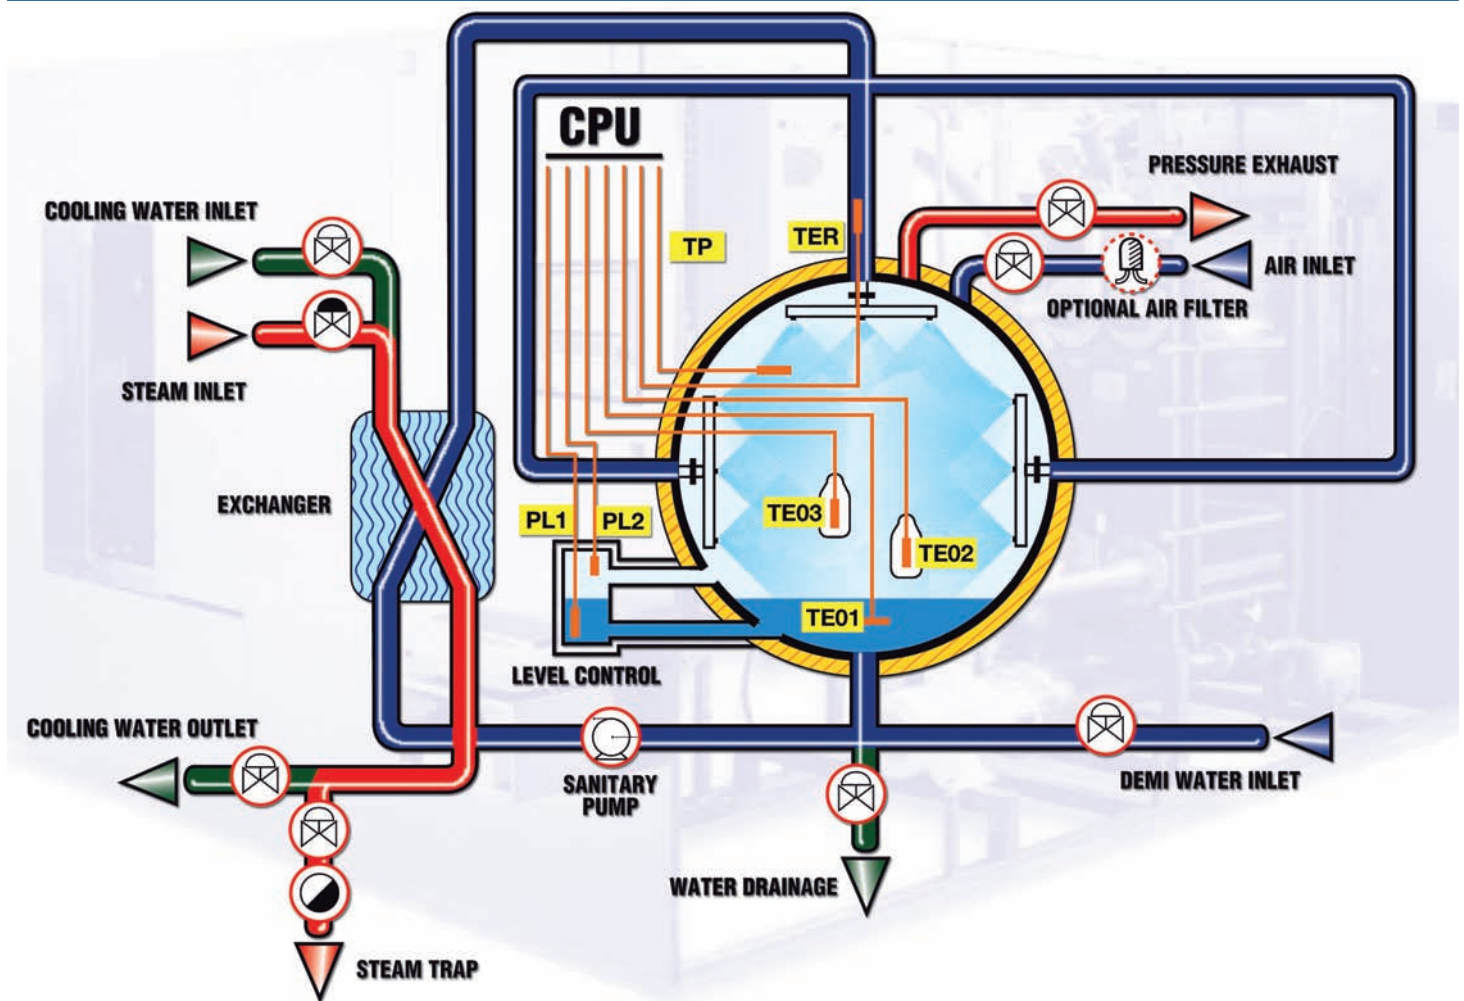 CPU
PRESSURE EXHAUST
COOLING WATER INLET
TP
TER
AIR INLET
OPTIONAL AIR FILTER
STEAM INLET
EXCHANGER
PL1
PL2
TE03
TE02
TE01
LEVEL CONTROL
COOLING WATER OUTLET
SANITARY
PUMP
DEMI WATER INLET
WATER DRAINAGE
STEAM TRAP